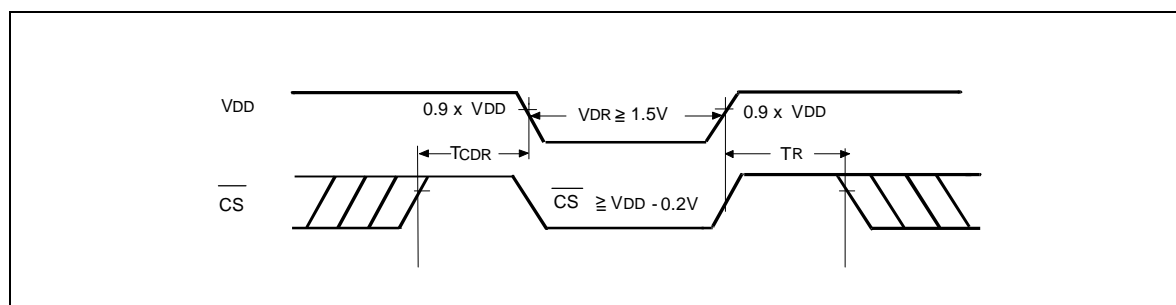 VDD
0.9 x VDD
VDR ≧ 1.5V
0.9 x VDD
TCDR
TR
CS
CS ≧ VDD - 0.2V